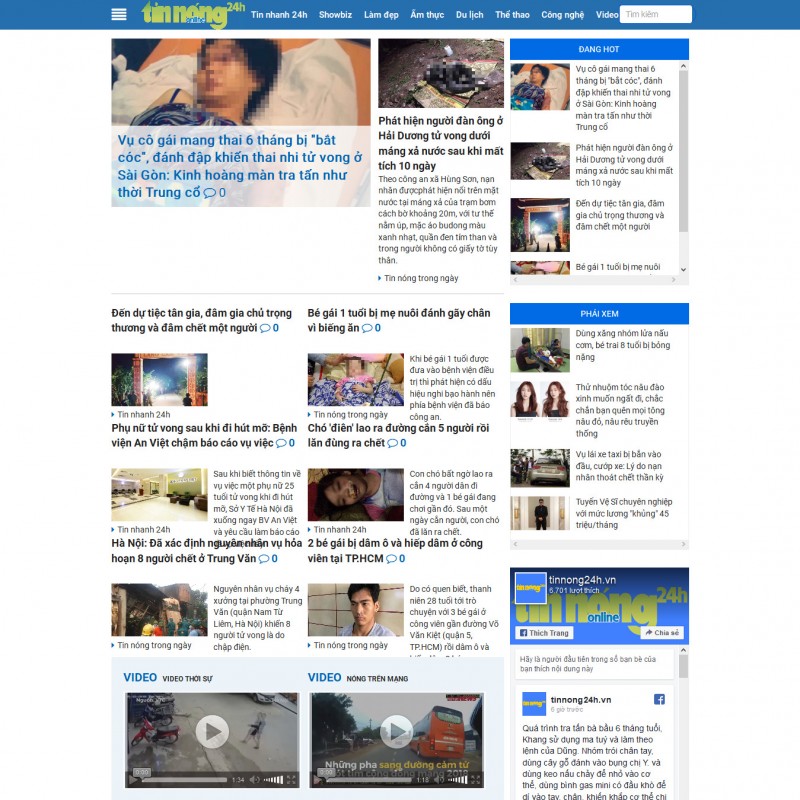 tin nóng 24h
online
Tin nhanh 24h Showbiz Làm đẹp Ẩm thực Du lịch Thể thao Công nghệ Video
Tìm kiếm
Vụ cô gái mang thai 6 tháng bị "bắt
cóc", đánh đập khiến thai nhi tử vong ở
Sài Gòn: Kinh hoàng màn tra tấn như
thời Trung cổ 0
Phát hiện người đàn ông ở
Hải Dương tử vong dưới
máng xả nước sau khi mất
tích 10 ngày
Theo công an xã Hùng Sơn, nạn
nhân đượcphát hiện nổi trên mặt
nước tại máng xả của trạm bơm
cách bờ khoảng 20m, với tư thế
nằm úp, mặc áo budong màu
xanh nhạt, quần đen tím than và
trong người không có giấy tờ tùy
thân.
Tin nóng trong ngày
ĐANG HOT
Vụ cô gái mang thai 6
tháng bị "bắt cóc", đánh
đập khiến thai nhi tử vong
ở Sài Gòn: Kinh hoàng
màn tra tấn như thời
Trung cổ
Phát hiện người đàn ông ở
Hải Dương tử vong dưới
máng xả nước sau khi mất
tích 10 ngày
Đến dự tiệc tân gia, đâm
gia chủ trọng thương và
đâm chết một người
Bé gái 1 tuổi bị mẹ nuôi
Đến dự tiệc tân gia, đâm gia chủ trọng
thương và đâm chết một người 0
Tin nhanh 24h
Bé gái 1 tuổi bị mẹ nuôi đánh gãy chân
vì biếng ăn 0
Khi bé gái 1 tuổi được
đưa vào bệnh viện điều
trị thì phát hiện có dấu
hiệu nghi bạo hành nên
phía bệnh viện đã báo
công an.
Tin nóng trong ngày
Phụ nữ tử vong sau khi đi hút mỡ: Bệnh
viện An Việt chậm báo cáo vụ việc 0
Sau khi biết thông tin về
vụ việc một phụ nữ 25
tuổi tử vong khi đi hút
mỡ, Sở Y Tế Hà Nội đã
xuống ngay BV An Việt
và yêu cầu làm báo cáo
Tin nhanh 24h
Chó 'điên' lao ra đường cắn 5 người rồi
lăn đùng ra chết 0
Con chó bất ngờ lao ra
cắn 4 người dân đi
đường và 1 bé gái đang
chơi gần đó. Sau một
ngày cắn người, con chó
đã lăn ra chết.
Tin nóng trong ngày
Hà Nội: Đã xác định nguyên nhân vụ hỏa
hoạn 8 người chết ở Trung Văn 0
Nguyên nhân vụ cháy 4
xưởng tại phường Trung
Văn (quận Nam Từ
Liêm, Hà Nội) khiến 8
người tử vong là do
chập điện.
Tin nóng trong ngày
2 bé gái bị dâm ô và hiếp dâm ở công
viên tại TP.HCM 0
Do có quen biết, thanh
niên 28 tuổi tới trò
chuyện với 3 bé gái ở
công viên gần đường Võ
Văn Kiệt (quận 5,
TP.HCM) rồi dâm ô và
Tin nóng trong ngày
PHẢI XEM
Dùng xăng nhóm lửa nấu
cơm, bé trai 8 tuổi bị bỏng
nặng
Thử nhuộm tóc nâu đào
xinh muốn ngất đi, chắc
chắn bạn quên mọi tông
nâu đỏ, nâu rêu truyền
thống
Vụ lái xe taxi bị bắn vào
đầu, cướp xe: Lý do nạn
nhân thoát chết thần kỳ
Tuyển Vệ Sĩ chuyên nghiệp
với mức lương "khủng" 45
triệu/tháng
tinnong24h.vn
6.701 lượt thích
tin nóng 24h
online
Thích Trang
Chia sẻ
Hãy là người đầu tiên trong số bạn bè của
bạn thích nội dung này
tinnong24h.vn
6 giờ trước
Quá trình tra tấn bà bầu 6 tháng tuổi,
Khang sử dụng ma tuý và làm theo
lệnh của Dũng. Nhóm trói chân tay,
dùng cây gỗ đánh vào bụng chị Y. và
dùng keo nấu chảy để nhỏ vào cơ
thể, dùng bình gas mini có đầu khò để
dí vào tay, chân, khiến khắp cơ thể chị
VIDEO VIDEO THỜI SỰ
0:00
1:34
VIDEO NÓNG TRÊN MẠNG
Những pha sang đường cảm tử
0:00
1:18